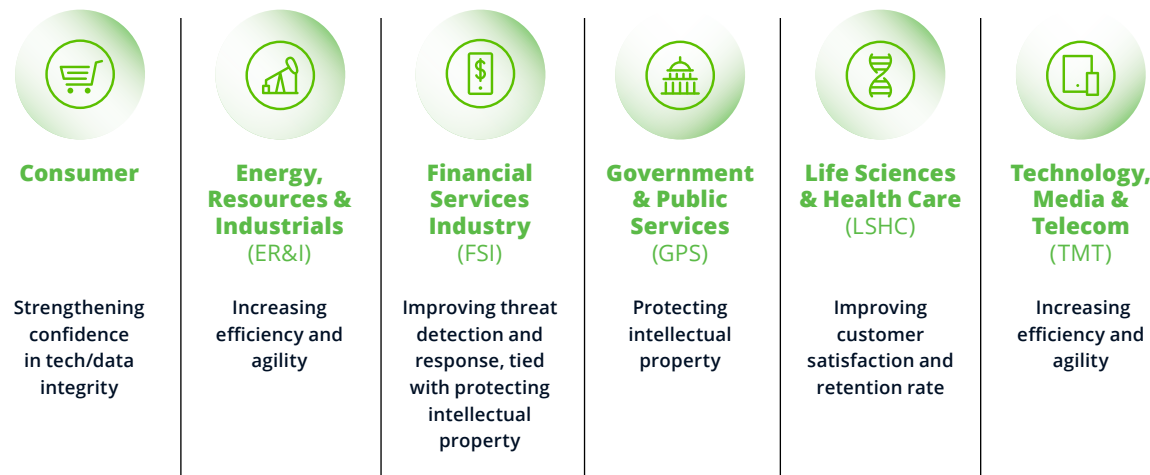 $
Consumer
Strengthening
confidence
in tech/data
integrity
Energy,
Resources &
Industrials
(ER&I)
Increasing
efficiency and
agility
Financial
Services
Industry
(FSI)
Improving threat
detection and
response, tied
with protecting
intellectual
property
Government
& Public
Services
(GPS)
Protecting
intellectual
property
Life Sciences
& Health Care
(LSHC)
Improving
customer
satisfaction and
retention rate
Technology,
Media &
Telecom
(TMT)
Increasing
efficiency and
agility